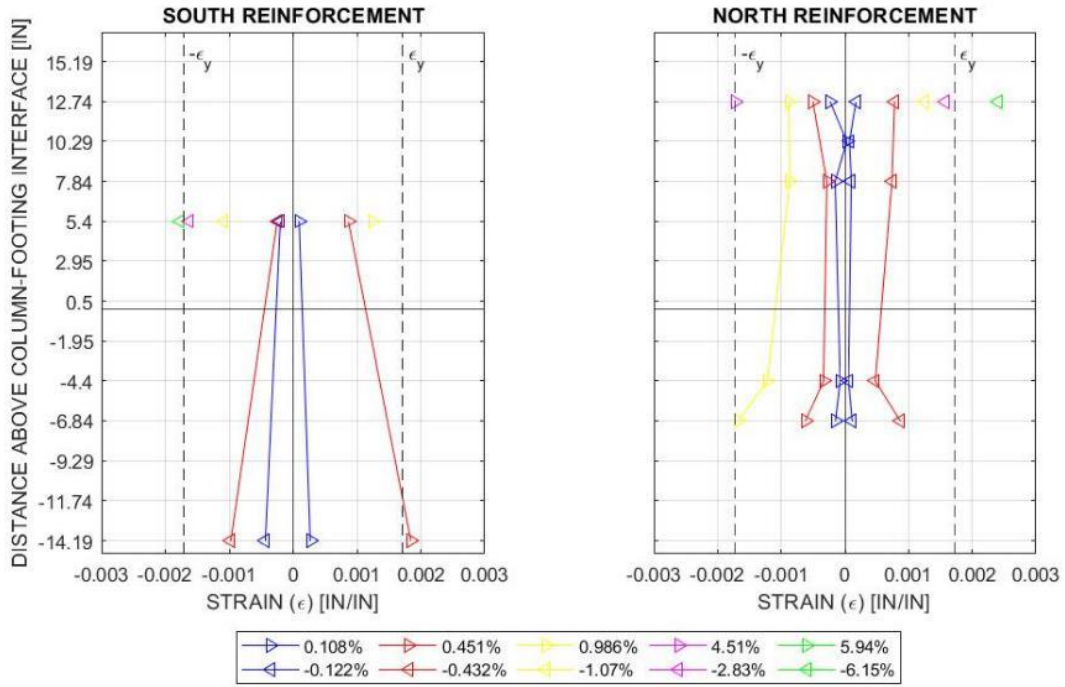 SOUTH REINFORCEMENT
NORTH REINFORCEMENT
DISTANCE ABOVE COLUMN-FOOTING INTERFACE [IN]
15.19
12.74
10.29
7.84
5.4
2.95
0.5
-1.95
-4.4
-6.84
-9.29
-11.74
-14.19
-ϵy
ϵy
-0.003 -0.002 -0.001 0 0.001 0.002 0.003
STRAIN (ϵ) [IN/IN]
-ϵy
ϵy
-0.003 -0.002 -0.001 0 0.001 0.002 0.003
STRAIN (ϵ) [IN/IN]
0.108% 0.451% 0.986% 4.51% 5.94%
-0.122% -0.432% -1.07% -2.83% -6.15%